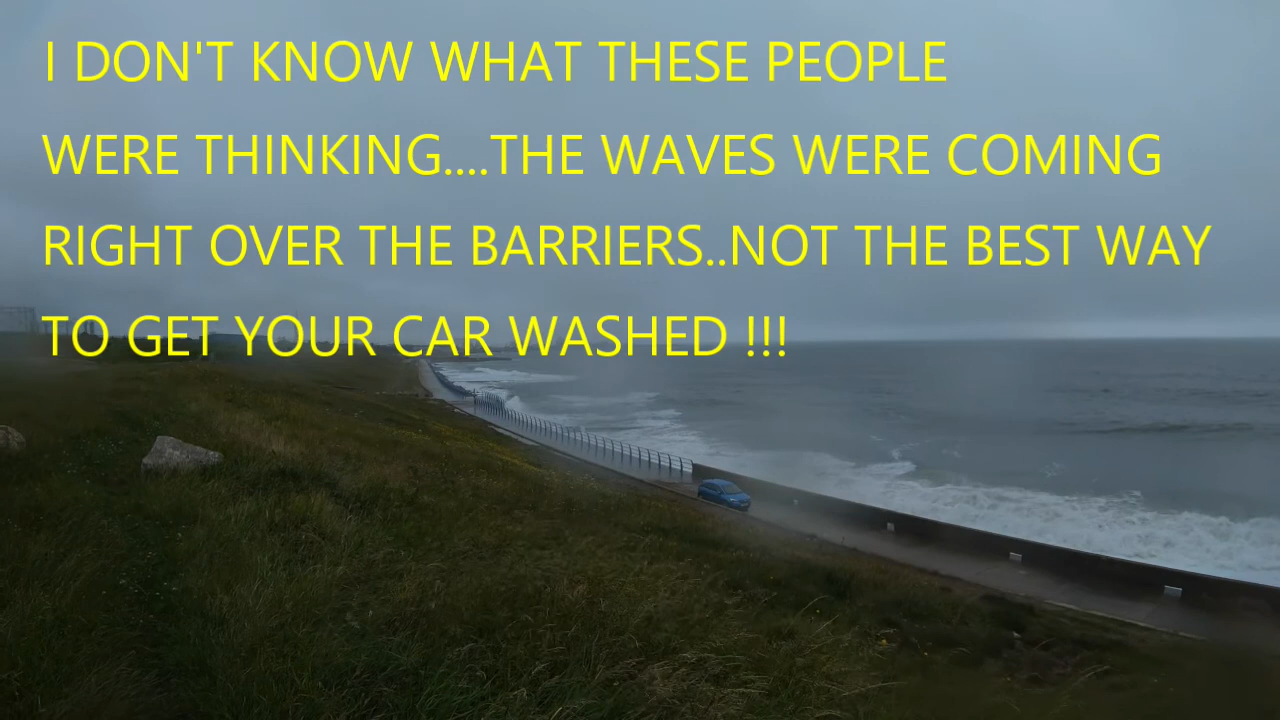 I DON'T KNOW WHAT THESE PEOPLE
WERE THINKING....THE WAVES WERE COMING
RIGHT OVER THE BARRIERS..NOT THE BEST WAY
TO GET YOUR CAR WASHED !!!